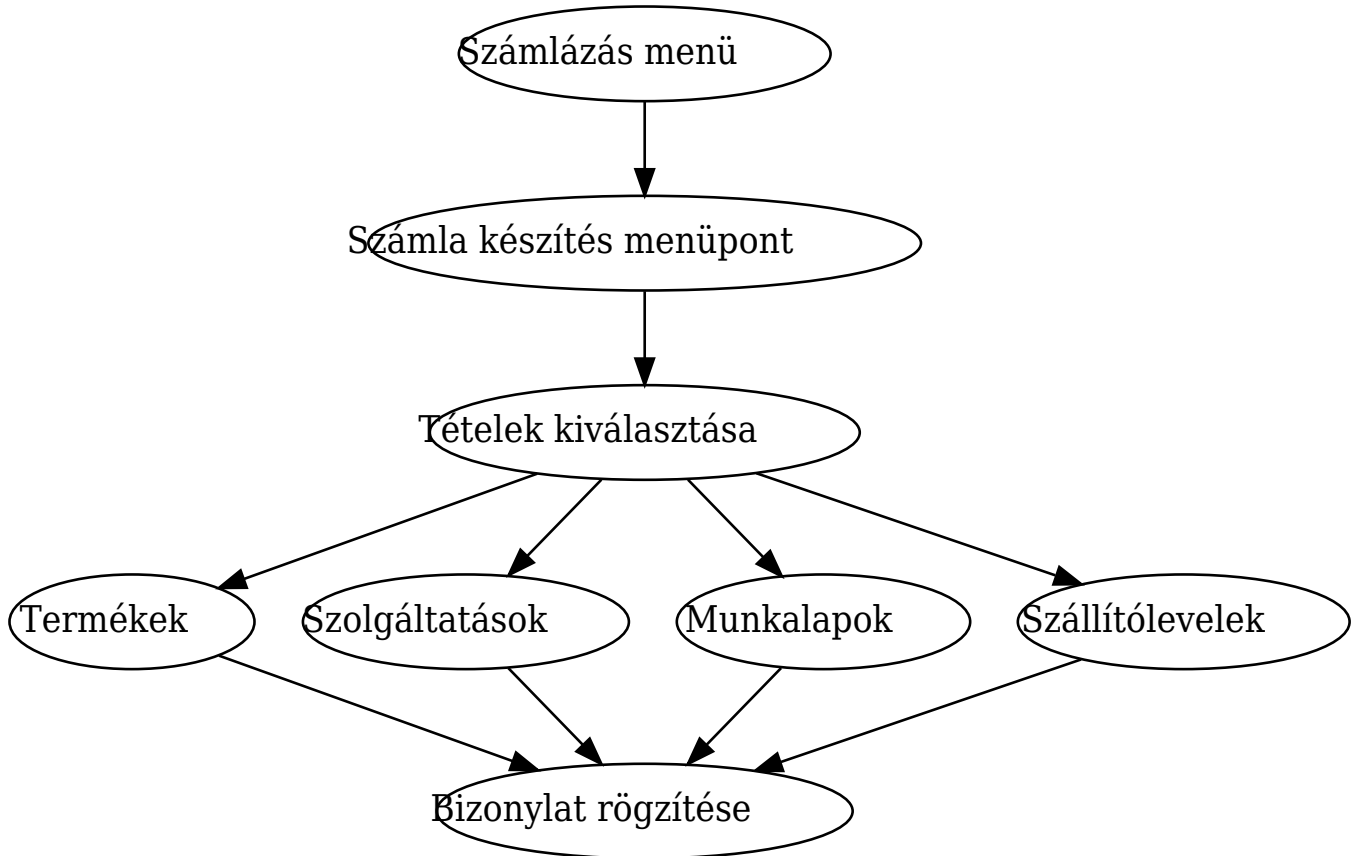 Számlázás menü
Számla készítés menüpont
Tételek kiválasztása
Termékek
Szolgáltatások
Munkalapok
Szállítólevelek
Bizonylat rögzítése